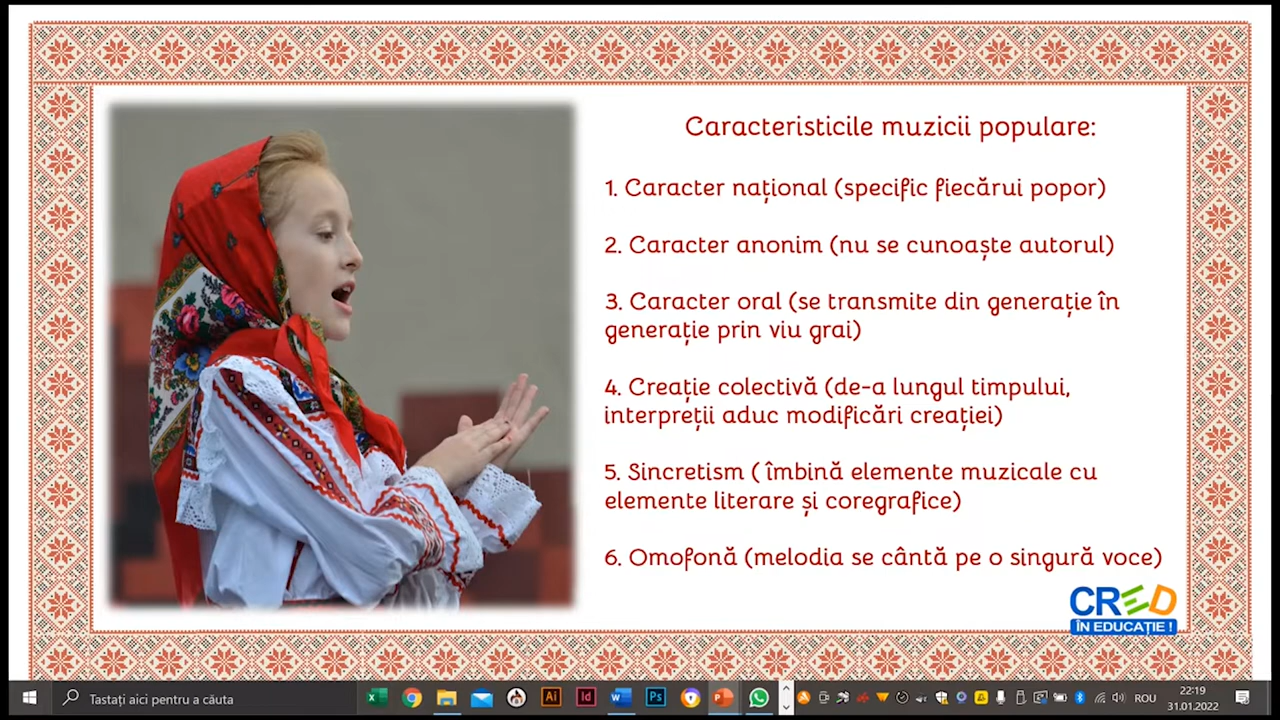 Caracteristicile muzicii populare:
1. Caracter național (specific fiecărui popor)
2. Caracter anonim (nu se cunoaște autorul)
3. Caracter oral (se transmite din generație în
generație prin viu grai)
4. Creație colectivă (de-a lungul timpului,
interpreții aduc modificări creației)
5. Sincretism ( îmbină elemente muzicale cu
elemente literare și coregrafice)
6. Omofonă (melodia se cântă pe o singură voce)
CRED
ÎN EDUCAȚIE !
Tastați aici pentru a căuta
Ai
Id
Ps
ROU
22:19
31.01.2022